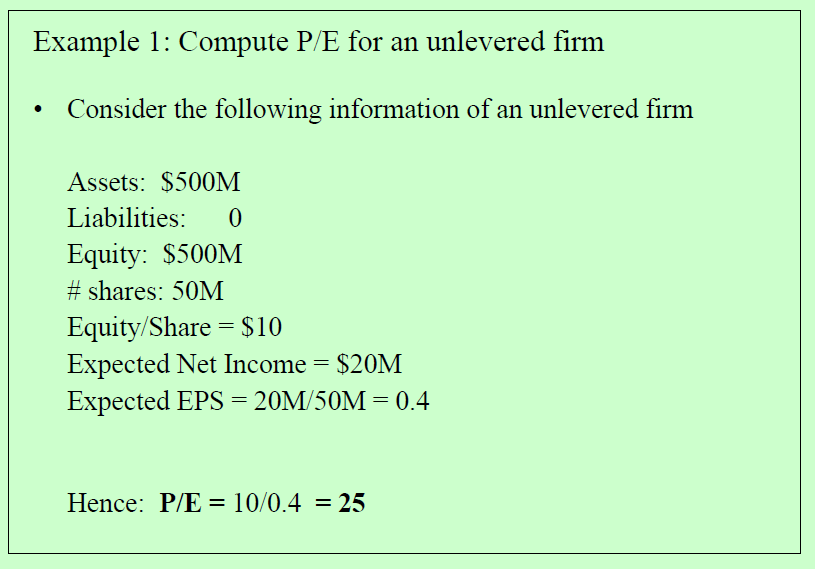 Example 1: Compute P/E for an unlevered firm
• Consider the following information of an unlevered firm
Assets: $500M
Liabilities: 0
Equity: $500M
# shares: 50M
Equity/Share = $10
Expected Net Income = $20M
Expected EPS = 20M/50M = 0.4
Hence: P/E = 10/0.4 = 25